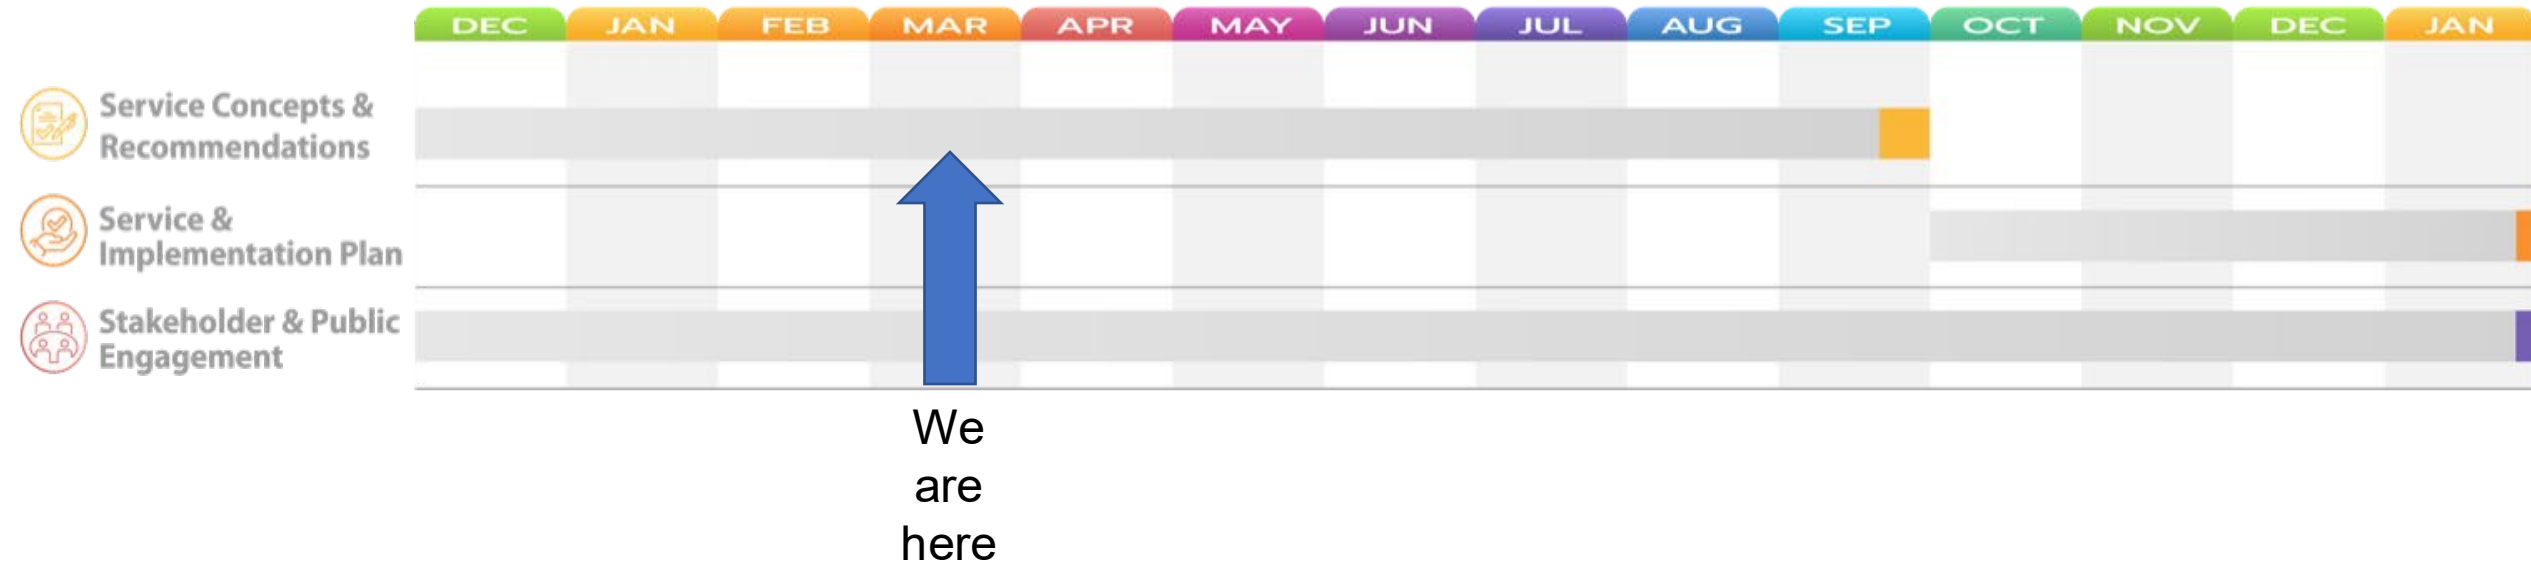 DEC JAN FEB MAR APR MAY JUN JUL AUG SEP OCT NOV DEC JAN
Service Concepts &
Recommendations
Service &
Implementation Plan
Stakeholder & Public
Engagement
We
are
here